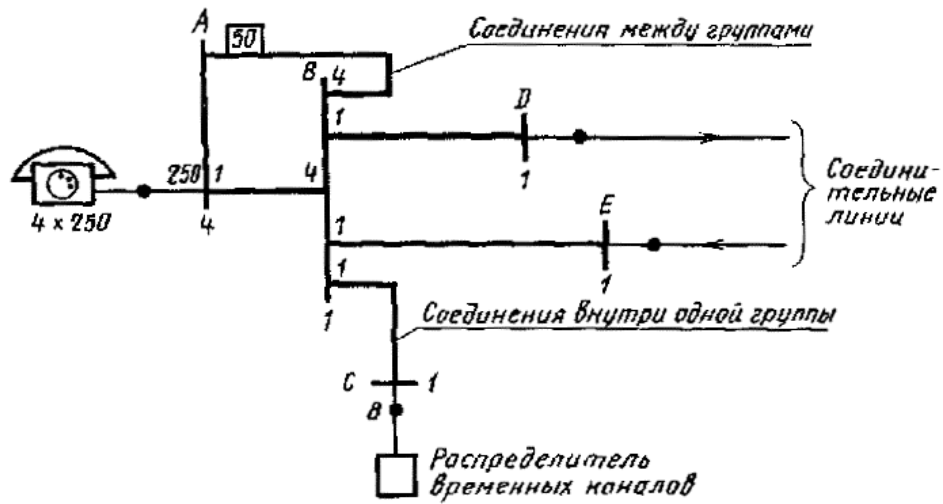 A
50
Соединения между группами
B
4
1
D
250
1
4
1
4 × 250
4
Соедини-
тельные
линии
1
E
1
1
1
Соединения внутри одной группы
C
1
8
Распределитель
временных каналов